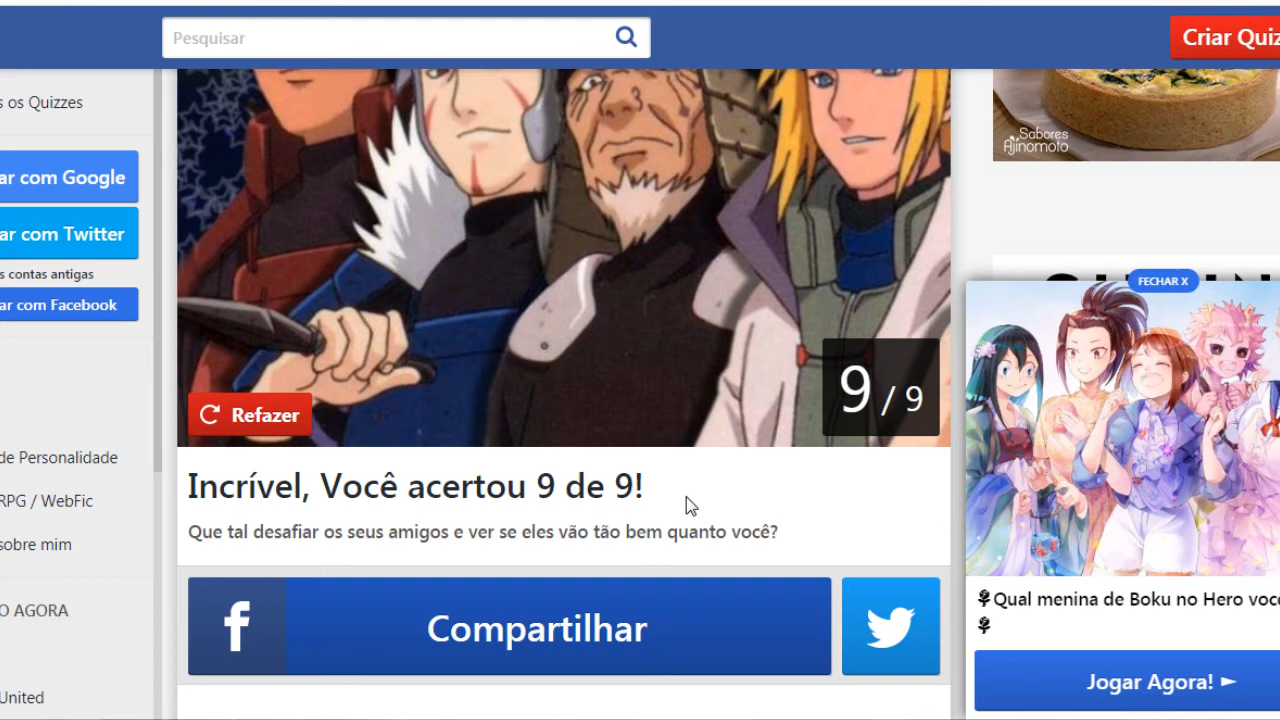 Pesquisar
Criar Quiz
s os Quizzes
ar com Google
ar com Twitter
s contas antigas
ar com Facebook
de Personalidade
RPG / WebFic
sobre mim
O AGORA
United
Refazer
9 / 9
Incrível, Você acertou 9 de 9!
Que tal desafiar os seus amigos e ver se eles vão tão bem quanto você?
f
Compartilhar
Sabores
Ajinomoto
FECHAR X
Qual menina de Boku no Hero voc
Jogar Agora! ►